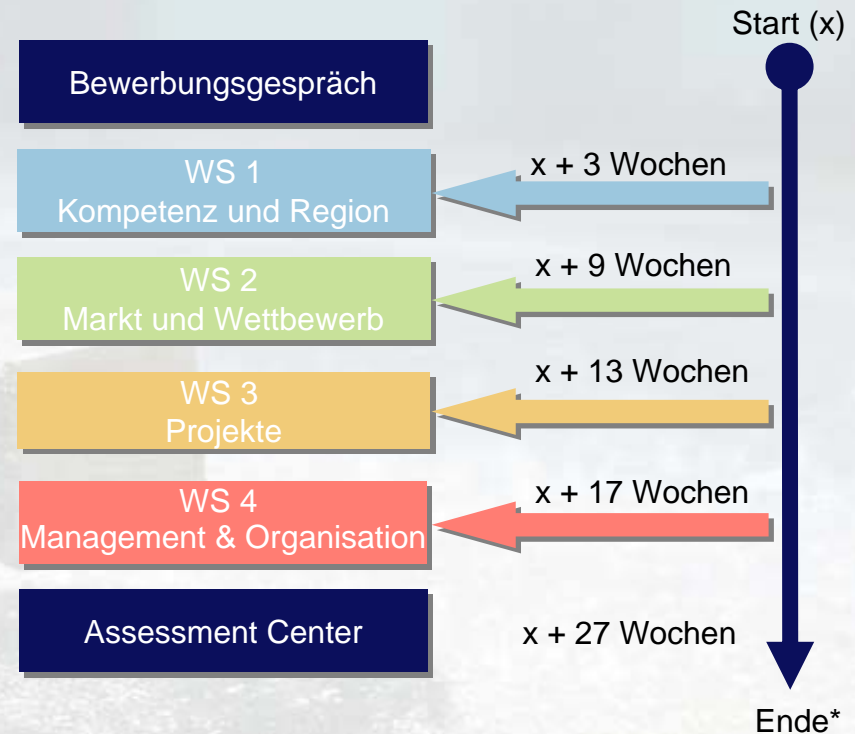 Start (x)
Bewerbungsgespräch
WS 1
Kompetenz und Region
x + 3 Wochen
WS 2
Markt und Wettbewerb
x + 9 Wochen
WS 3
Projekte
x + 13 Wochen
WS 4
Management & Organisation
x + 17 Wochen
Assessment Center
x + 27 Wochen
Ende*